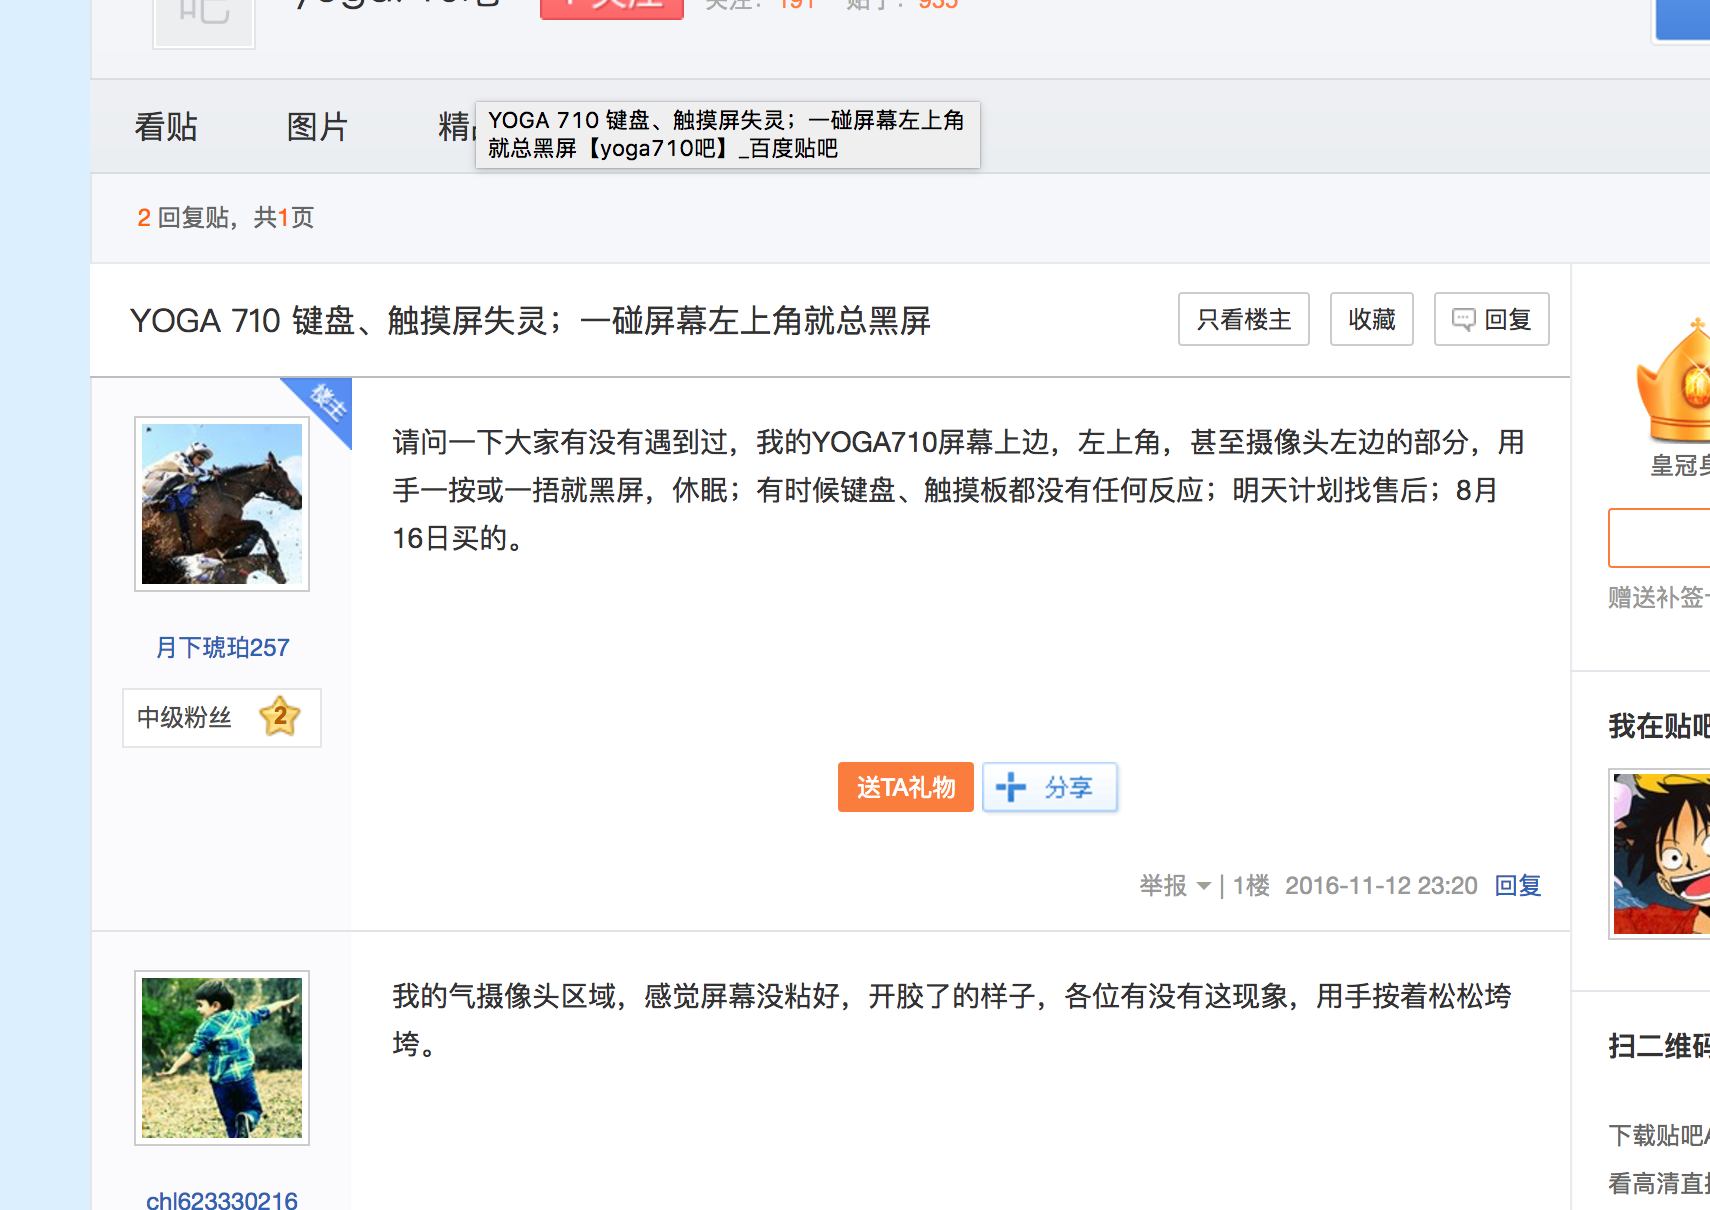 关注： 191 贴子： 935
看贴 图片
YOGA 710 键盘、触摸屏失灵；一碰屏幕左上角
就总黑屏【yoga710吧】_百度贴吧
2 回复贴，共1页
YOGA 710 键盘、触摸屏失灵；一碰屏幕左上角就总黑屏
只看楼主 收藏 回复
楼主
请问一下大家有没有遇到过，我的YOGA710屏幕上边，左上角，甚至摄像头左边的部分，用
手一按或一捂就黑屏，休眠；有时候键盘、触摸板都没有任何反应；明天计划找售后；8月
16日买的。
月下琥珀257
中级粉丝 2
送TA礼物 分享
举报 | 1楼 2016-11-12 23:20 回复
我的气摄像头区域，感觉屏幕没粘好，开胶了的样子，各位有没有这现象，用手按着松松垮
垮。
chl623330216
皇冠身
赠送补签
我在贴吧
扫二维码
下载贴吧A
看高清直